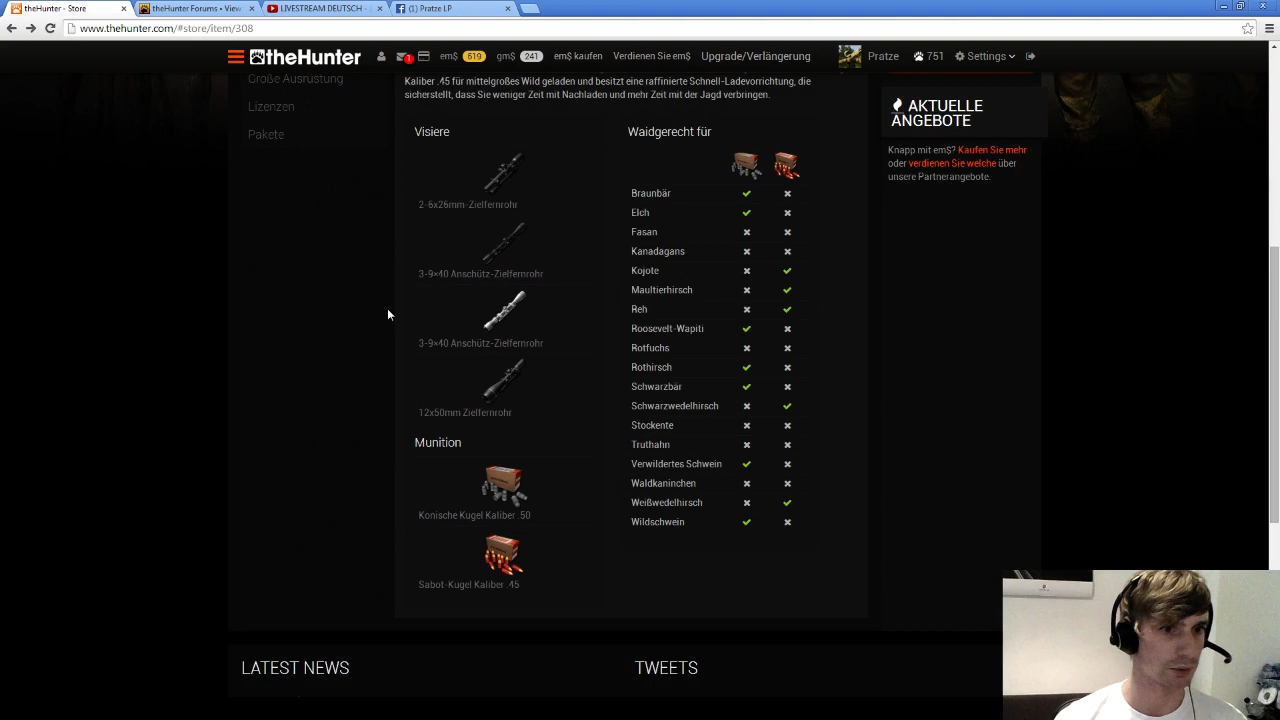 theHunter - Store
theHunter Forums • View
LIVESTREAM DEUTSCH -
(1) Pratze LP
www.thehunter.com/#store/item/308
theHunter
1
em$ 619
gm$ 241
em$ kaufen
Verdienen Sie em$
Upgrade/Verlängerung
Pratze
751
Settings
Große Ausrüstung
Lizenzen
Pakete
Kaliber .45 für mittelgroßes Wild geladen und besitzt eine raffinierte Schnell-Ladevorrichtung, die
sicherstellt, dass Sie weniger Zeit mit Nachladen und mehr Zeit mit der Jagd verbringen.
Visiere
2-6x26mm-Zielfernrohr
3-9×40 Anschütz-Zielfernrohr
3-9×40 Anschütz-Zielfernrohr
12x50mm Zielfernrohr
Munition
Konische Kugel Kaliber .50
Sabot-Kugel Kaliber .45
Waidgerecht für
Braunbär
Elch
Fasan
Kanadagans
Kojote
Maultierhirsch
Reh
Roosevelt-Wapiti
Rotfuchs
Rothirsch
Schwarzbär
Schwarzwedelhirsch
Stockente
Truthahn
Verwildertes Schwein
Waldkaninchen
Weißwedelhirsch
Wildschwein
AKTUELLE
ANGEBOTE
Knapp mit em$? Kaufen Sie mehr
oder verdienen Sie welche über
unsere Partnerangebote.
LATEST NEWS
TWEETS